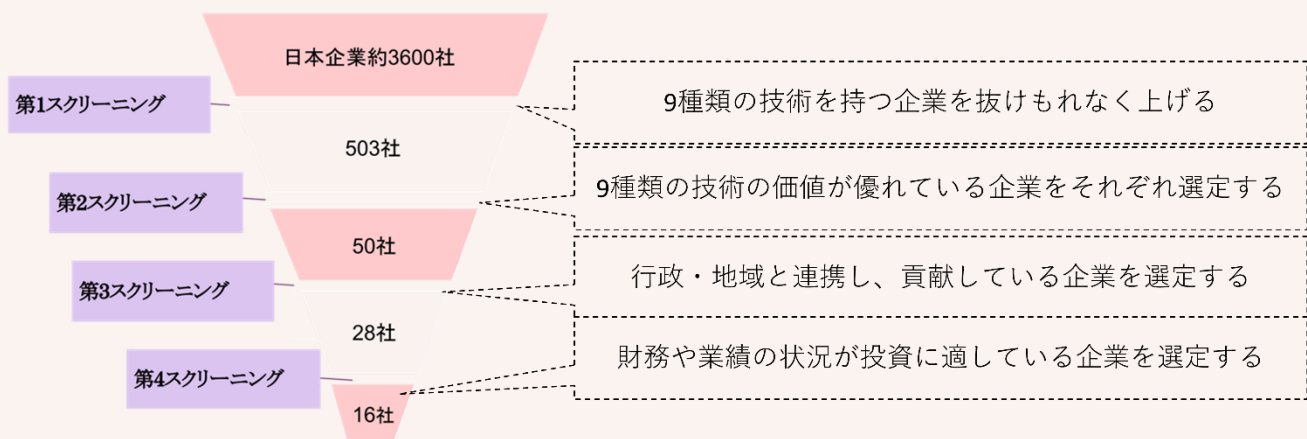 日本企業約3600社
第1スクリーニング
9種類の技術を持つ企業を抜けもれなく上げる
503社
第2スクリーニング
9種類の技術の価値が優れている企業をそれぞれ選定する
50社
第3スクリーニング
行政・地域と連携し、貢献している企業を選定する
28社
第4スクリーニング
財務や業績の状況が投資に適している企業を選定する
16社